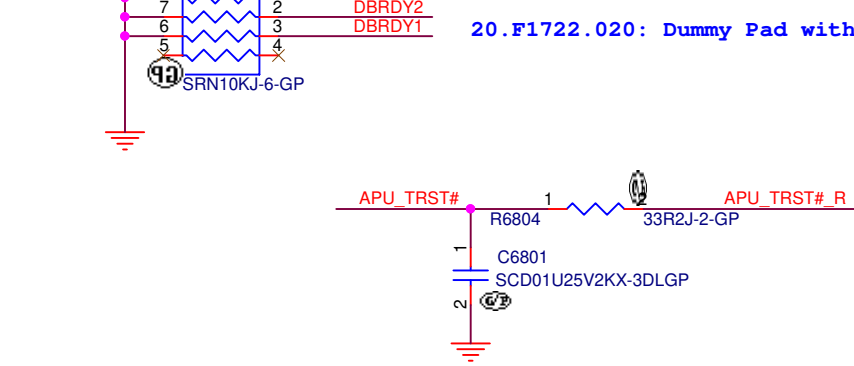 7 2 DBRDY2
6 3 DBRDY1
20.F1722.020: Dummy Pad with
5 4
SRN10KJ-6-GP
APU_TRST# 1 2 APU_TRST#_R
R6804 33R2J-2-GP
1
C6801
SCD01U25V2KX-3DLGP
2